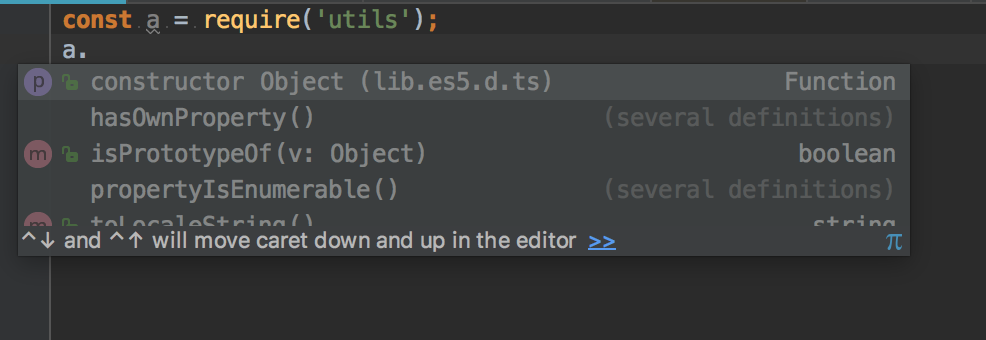 const a = require('utils');
a.
p constructor Object (lib.es5.d.ts) Function
hasOwnProperty() (several definitions)
m isPrototypeOf(v: Object) boolean
propertyIsEnumerable() (several definitions)
m toLocaleString() string
^↓ and ^↑ will move caret down and up in the editor >> π